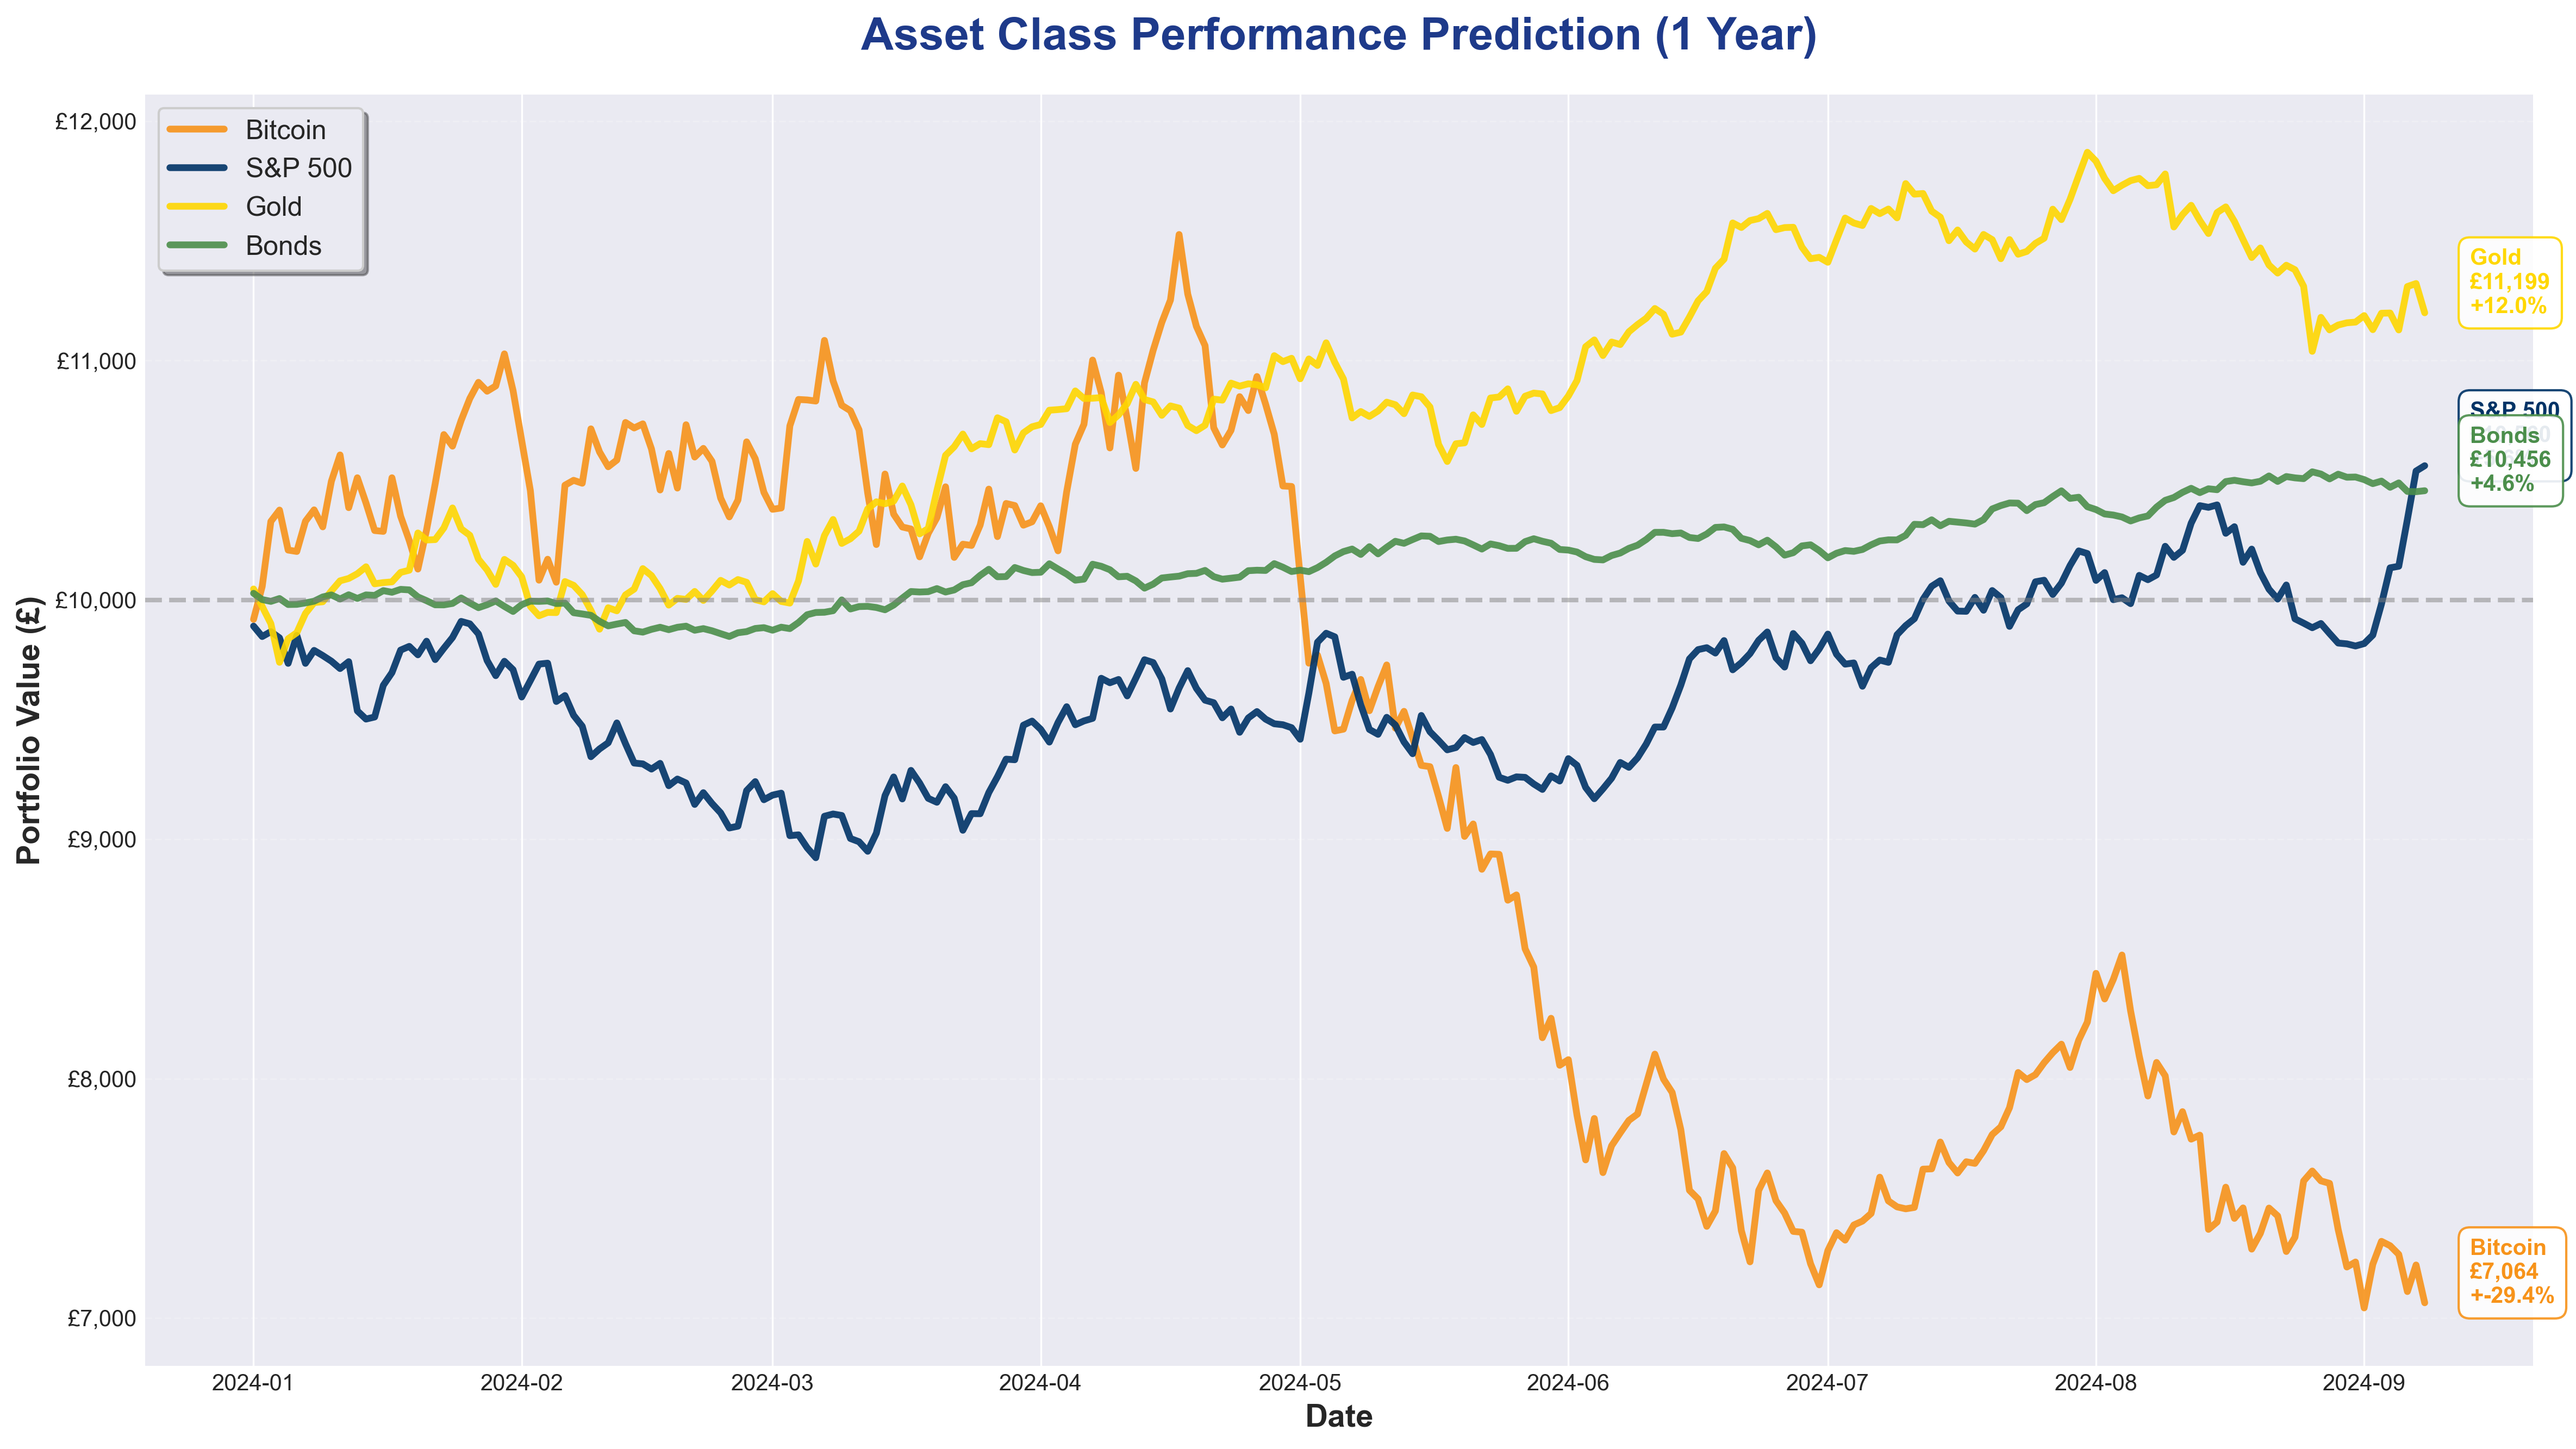 Asset Class Performance Prediction (1 Year)
Bitcoin
S&P 500
Gold
Bonds
Portfolio Value (£)
£12,000
£11,000
£10,000
£9,000
£8,000
£7,000
Gold
£11,199
+12.0%
S&P 500
Bonds
£10,456
+4.6%
Bitcoin
£7,064
+-29.4%
2024-01
2024-02
2024-03
2024-04
2024-05
2024-06
2024-07
2024-08
2024-09
Date